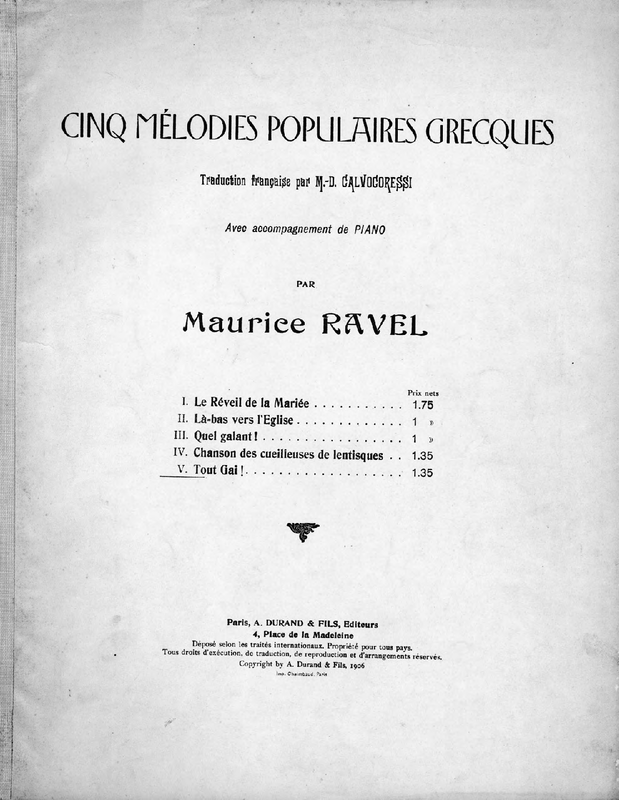 CINQ MÉLODIES POPULAIRES GRECQUES
Traduction française par M.-D. CALVOCORESSI
Avec accompagnement de PIANO
PAR
Maurice RAVEL
Prix nets
I. Le Réveil de la Mariée . . . . . . . . . . . 1.75
II. Là-bas vers l'Eglise . . . . . . . . . . . . . 1 »
III. Quel galant ! . . . . . . . . . . . . . . . . . 1 »
IV. Chanson des cueilleuses de lentisques . . 1.35
V. Tout Gai ! . . . . . . . . . . . . . . . . . . . 1.35
Paris, A. DURAND & FILS, Editeurs
4, Place de la Madeleine
Déposé selon les traités internationaux. Propriété pour tous pays.
Tous droits d'exécution, de traduction, de reproduction et d'arrangements réservés.
Copyright by A. Durand & Fils, 1906
Imp. Chaimbaud, Paris